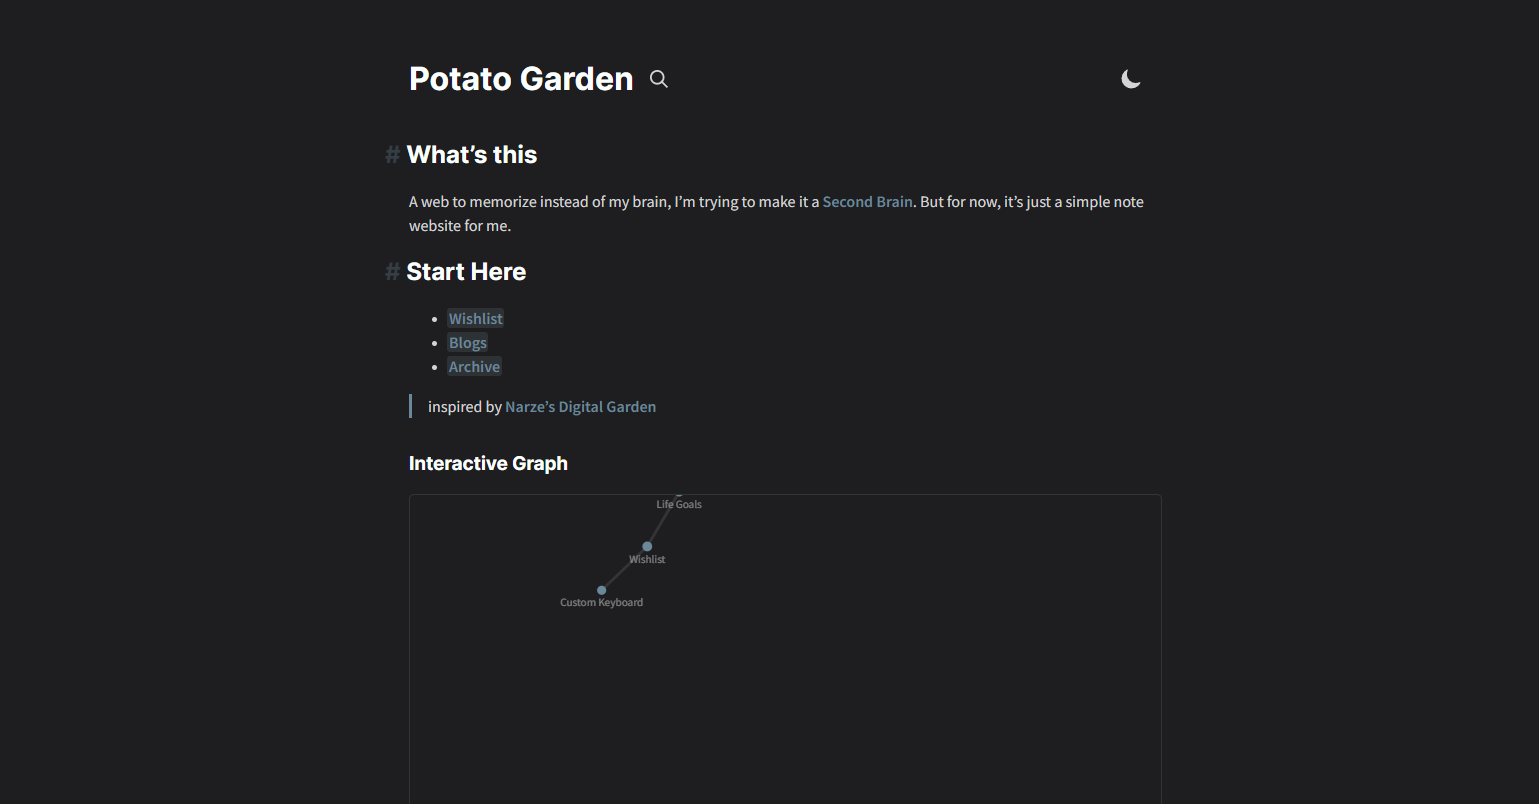 Potato Garden
# What’s this
A web to memorize instead of my brain, I’m trying to make it a Second Brain. But for now, it’s just a simple note
website for me.
# Start Here
Wishlist
Blogs
Archive
inspired by Narze’s Digital Garden
Interactive Graph
Life Goals
Wishlist
Custom Keyboard